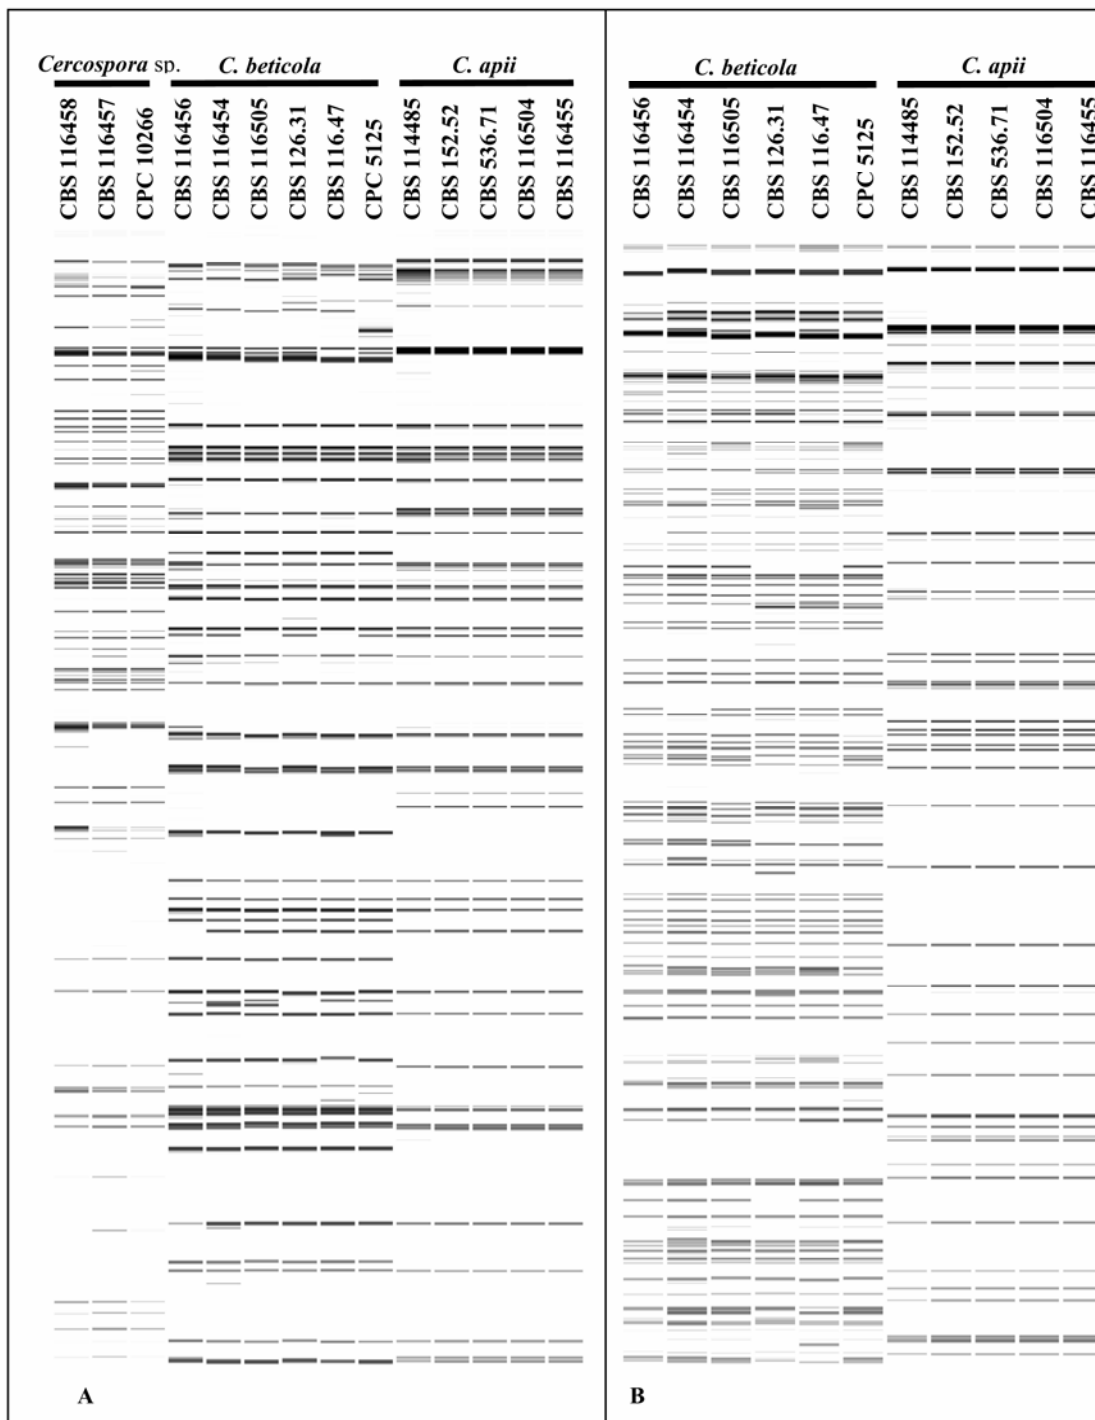 Cercospora sp. C. beticola C. apii
CBS 116458
CBS 116457
CPC 10266
CBS 116456
CBS 116454
CBS 116505
CBS 126.31
CBS 116.47
CPC 5125
CBS 114485
CBS 152.52
CBS 536.71
CBS 116504
CBS 116455
A
C. beticola C. apii
CBS 116456
CBS 116454
CBS 116505
CBS 126.31
CBS 116.47
CPC 5125
CBS 114485
CBS 152.52
CBS 536.71
CBS 116504
CBS 116455
B